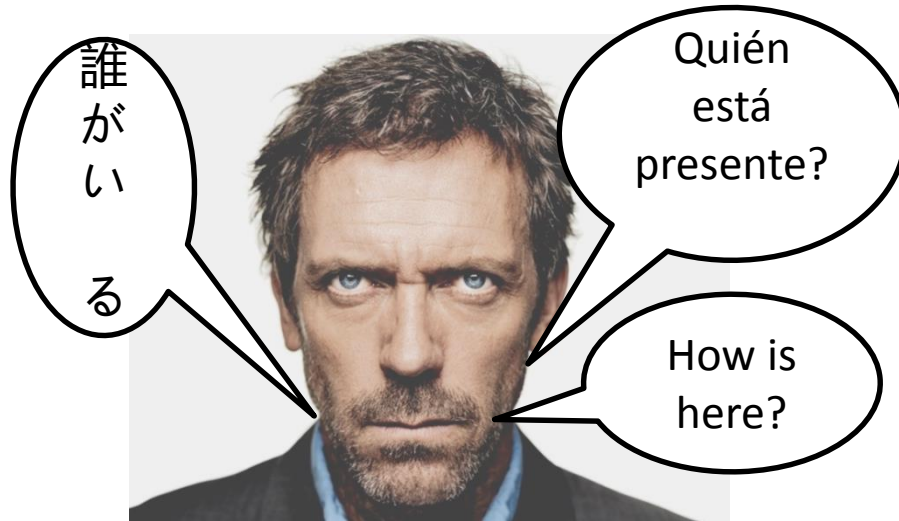 誰がい る
Quién
está
presente?
How is
here?